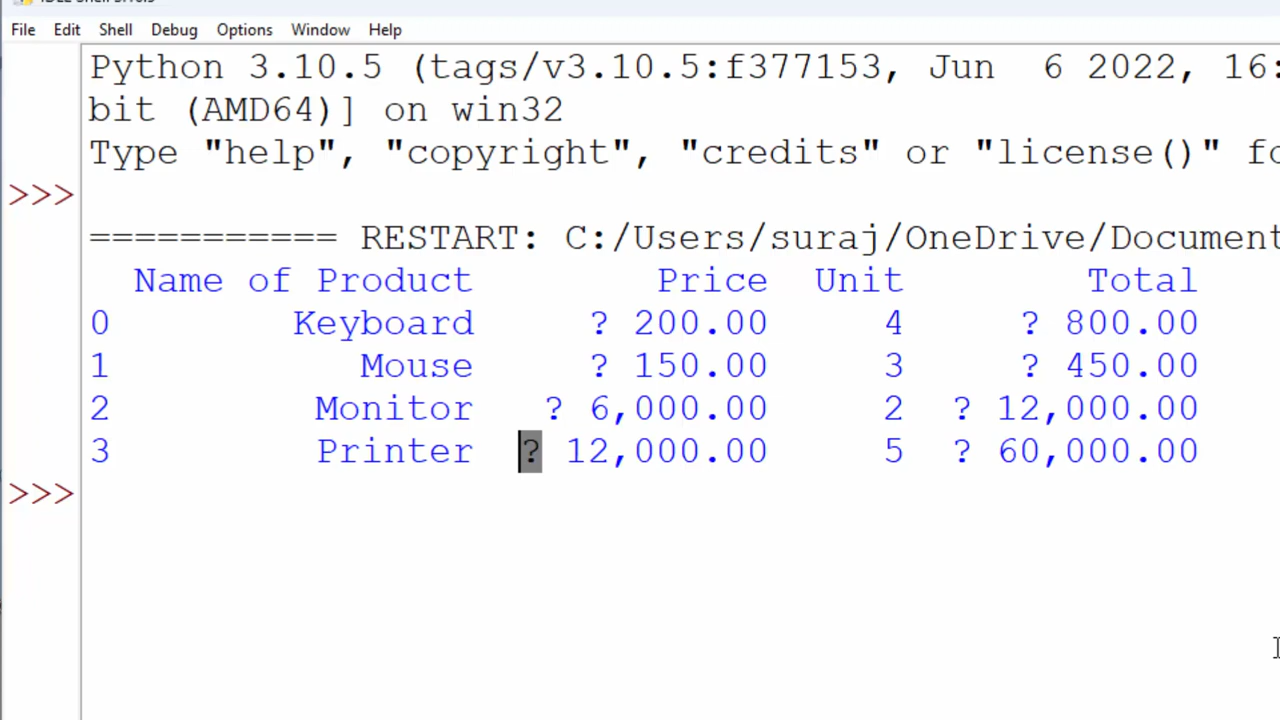 File Edit Shell Debug Options Window Help
Python 3.10.5 (tags/v3.10.5:f377153, Jun  6 2022, 16:
bit (AMD64)] on win32
Type "help", "copyright", "credits" or "license()" fo
>>>
=========== RESTART: C:/Users/suraj/OneDrive/Document
Name of Product Price Unit Total
0 Keyboard ? 200.00 4 ? 800.00
1 Mouse ? 150.00 3 ? 450.00
2 Monitor ? 6,000.00 2 ? 12,000.00
3 Printer ? 12,000.00 5 ? 60,000.00
>>>